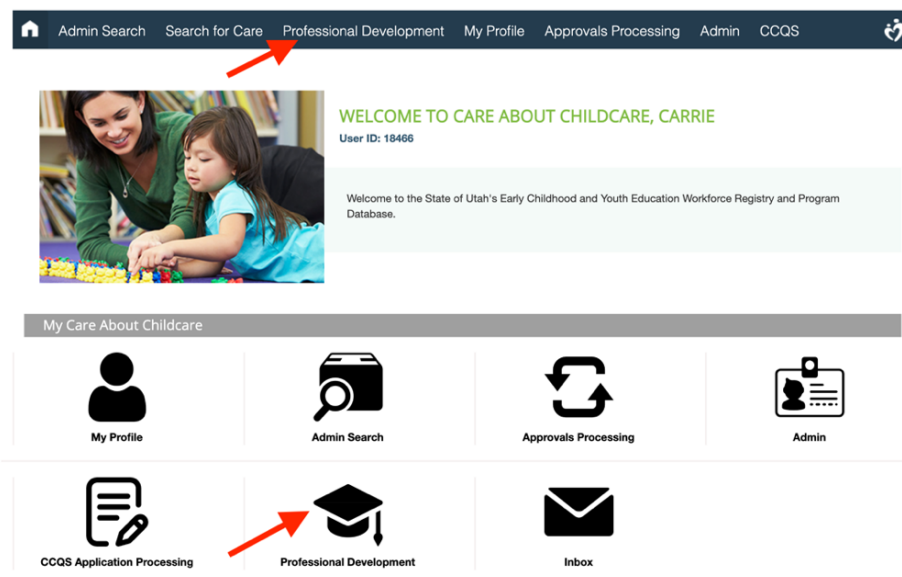 Admin Search Search for Care Professional Development My Profile Approvals Processing Admin CCQS
WELCOME TO CARE ABOUT CHILDCARE, CARRIE
User ID: 18466
Welcome to the State of Utah's Early Childhood and Youth Education Workforce Registry and Program
Database.
My Care About Childcare
My Profile Admin Search Approvals Processing Admin
CCQS Application Processing Professional Development Inbox